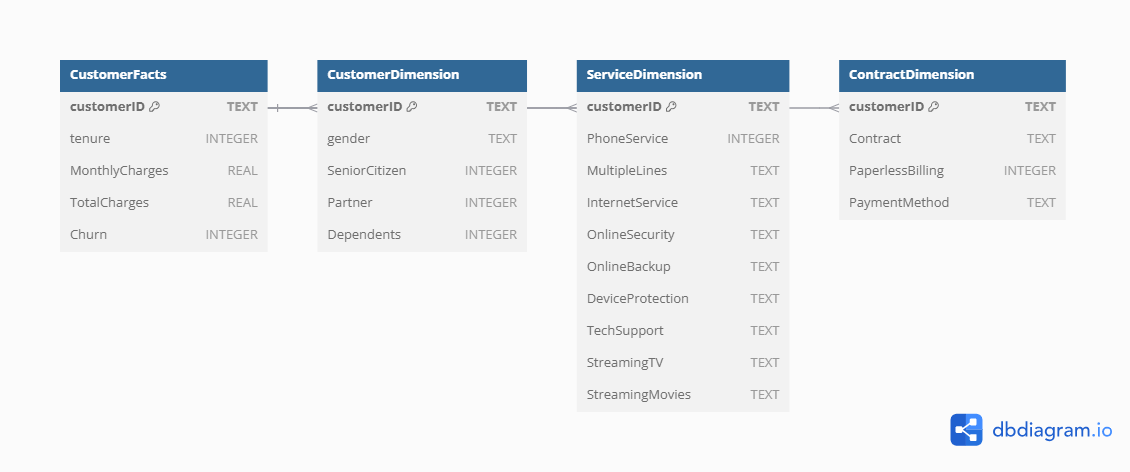 CustomerFacts
customerID TEXT
tenure INTEGER
MonthlyCharges REAL
TotalCharges REAL
Churn INTEGER
CustomerDimension
customerID TEXT
gender TEXT
SeniorCitizen INTEGER
Partner INTEGER
Dependents INTEGER
ServiceDimension
customerID TEXT
PhoneService INTEGER
MultipleLines TEXT
InternetService TEXT
OnlineSecurity TEXT
OnlineBackup TEXT
DeviceProtection TEXT
TechSupport TEXT
StreamingTV TEXT
StreamingMovies TEXT
ContractDimension
customerID TEXT
Contract TEXT
PaperlessBilling INTEGER
PaymentMethod TEXT
dbdiagram.io